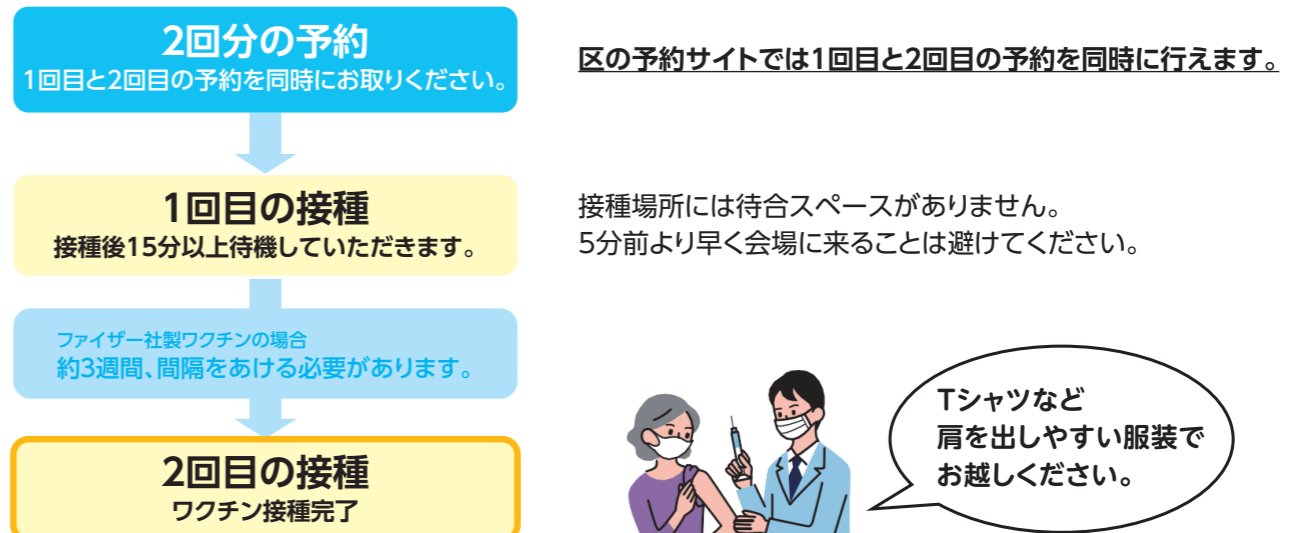 2回分の予約
1回目と2回目の予約を同時にお取りください。
区の予約サイトでは1回目と2回目の予約を同時に行えます。
1回目の接種
接種後15分以上待機していただきます。
接種場所には待合スペースがありません。
5分前より早く会場に来ることは避けてください。
ファイザー社製ワクチンの場合
約3週間、間隔をあける必要があります。
2回目の接種
ワクチン接種完了
Tシャツなど
肩を出しやすい服装で
お越しください。